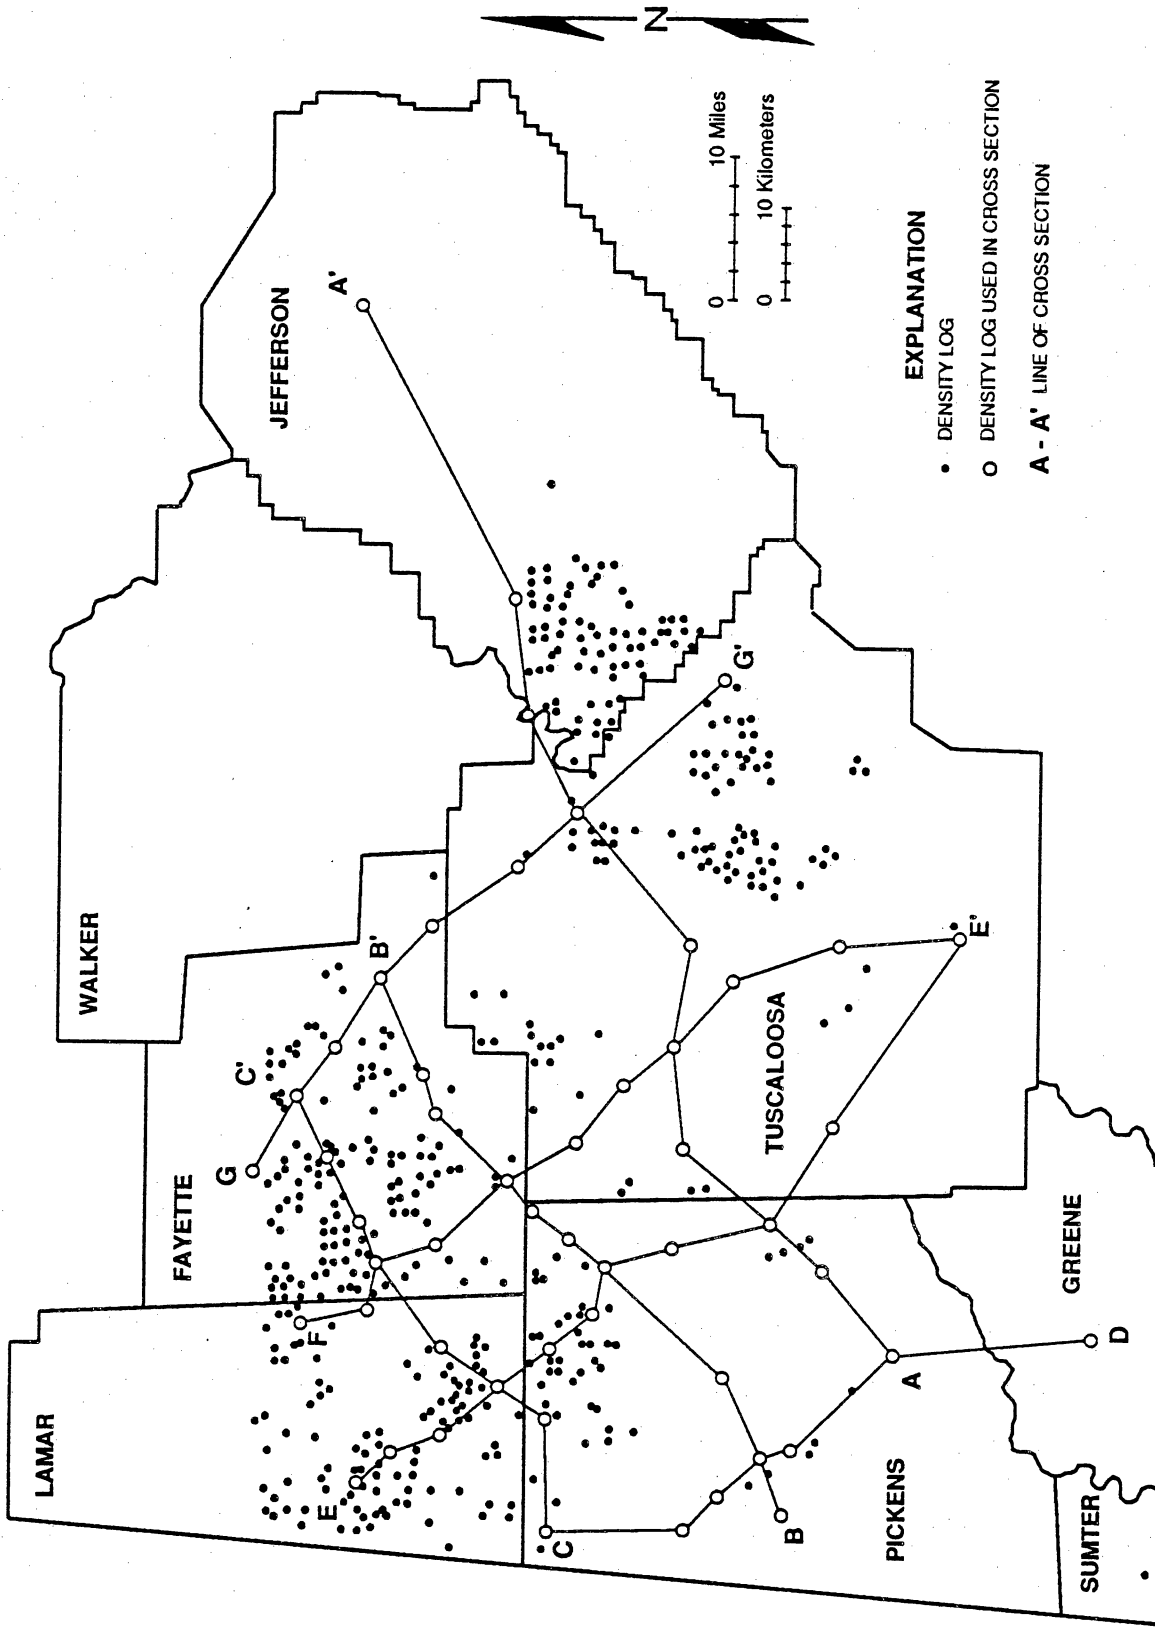 N
WALKER
JEFFERSON
A'
FAYETTE
LAMAR
G
C'
B'
F
E
G'
E'
TUSCALOOSA
C
B
A
D
PICKENS
GREENE
SUMTER
0 10 Miles
0 10 Kilometers
EXPLANATION
DENSITY LOG
DENSITY LOG USED IN CROSS SECTION
A - A' LINE OF CROSS SECTION